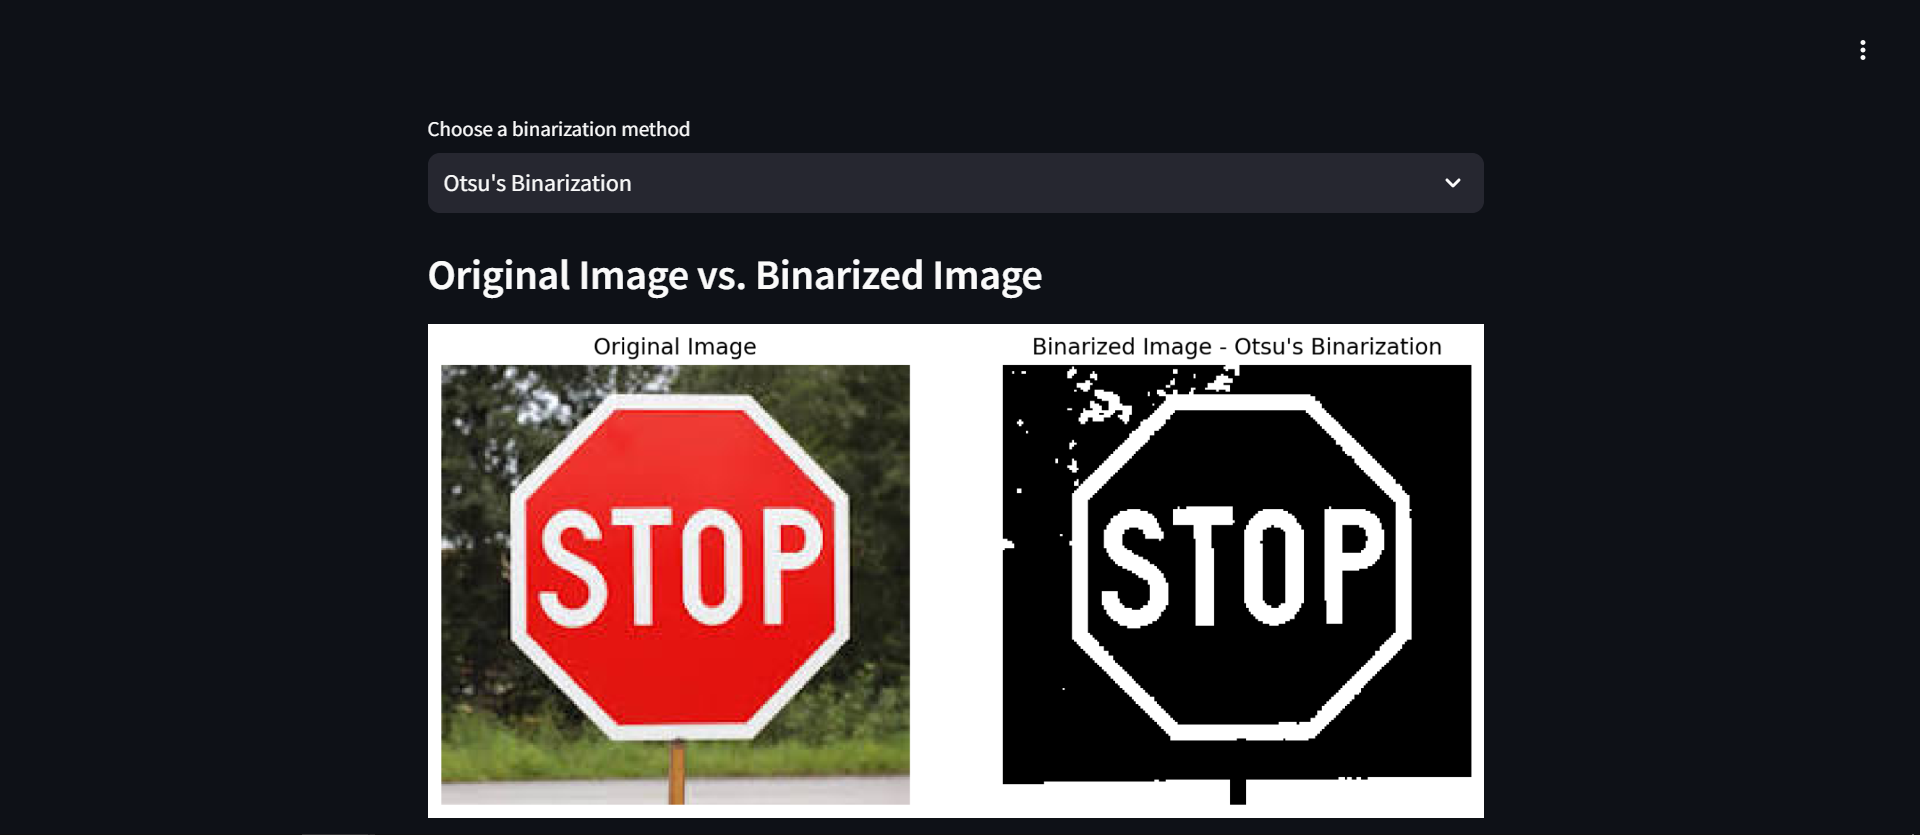 Choose a binarization method
Otsu's Binarization
Original Image vs. Binarized Image
Original Image
Binarized Image - Otsu's Binarization
STOP
STOP